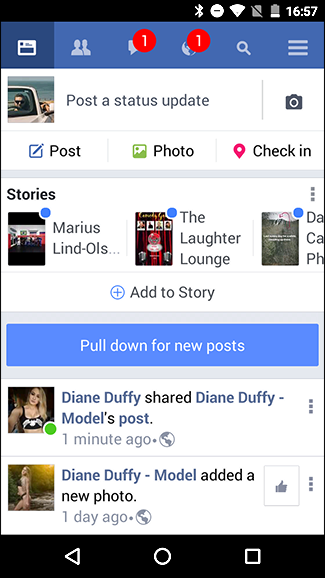 16:57
1 1
Post a status update
Post Photo Check in
Stories
Marius
Lind-Ols...
The
Laughter
Lounge
Da
Ca
Ph
Add to Story
Pull down for new posts
Diane Duffy shared Diane Duffy -
Model's post.
1 minute ago•
Diane Duffy - Model added a
new photo.
1 day ago•